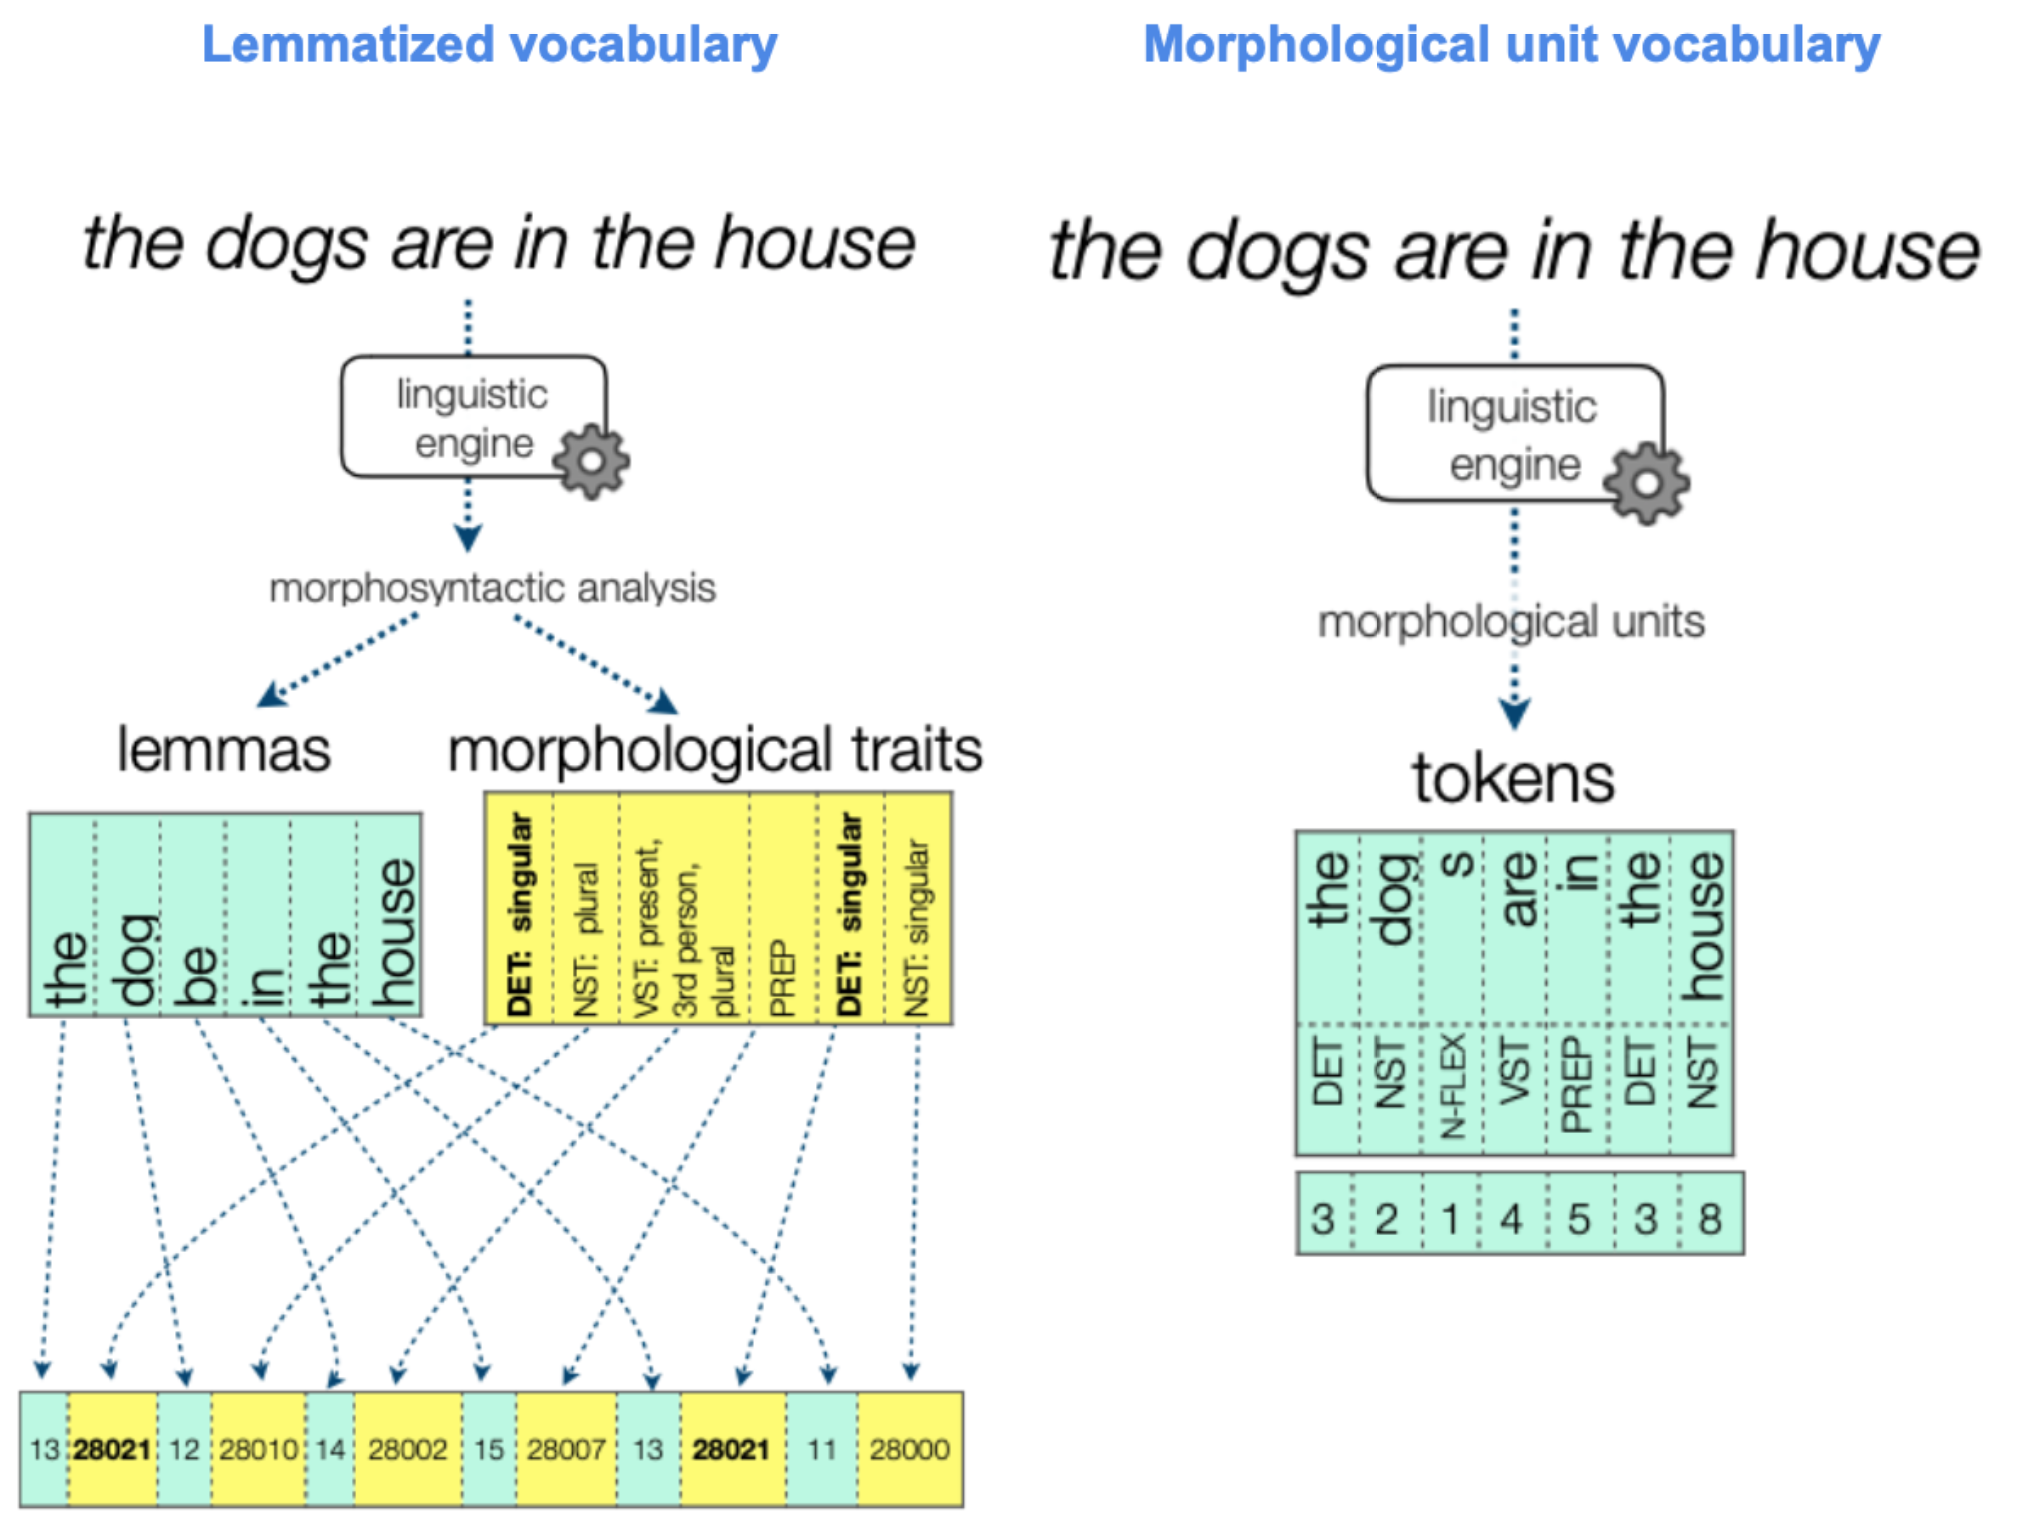 Lemmatized vocabulary
the dogs are in the house
linguistic
engine
morphosyntactic analysis
lemmas
morphological traits
the
dog
be
in
the
house
DET: singular
NST: plural
VST: present,
3rd person,
plural
PREP
DET: singular
NST: singular
13 28021 12 28010 14 28002 15 28007 13 28021 11 28000
Morphological unit vocabulary
the dogs are in the house
linguistic
engine
morphological units
tokens
the
dog
s
are
in
the
house
DET
NST
N-FLEX
VST
PREP
DET
NST
3 2 1 4 5 3 8